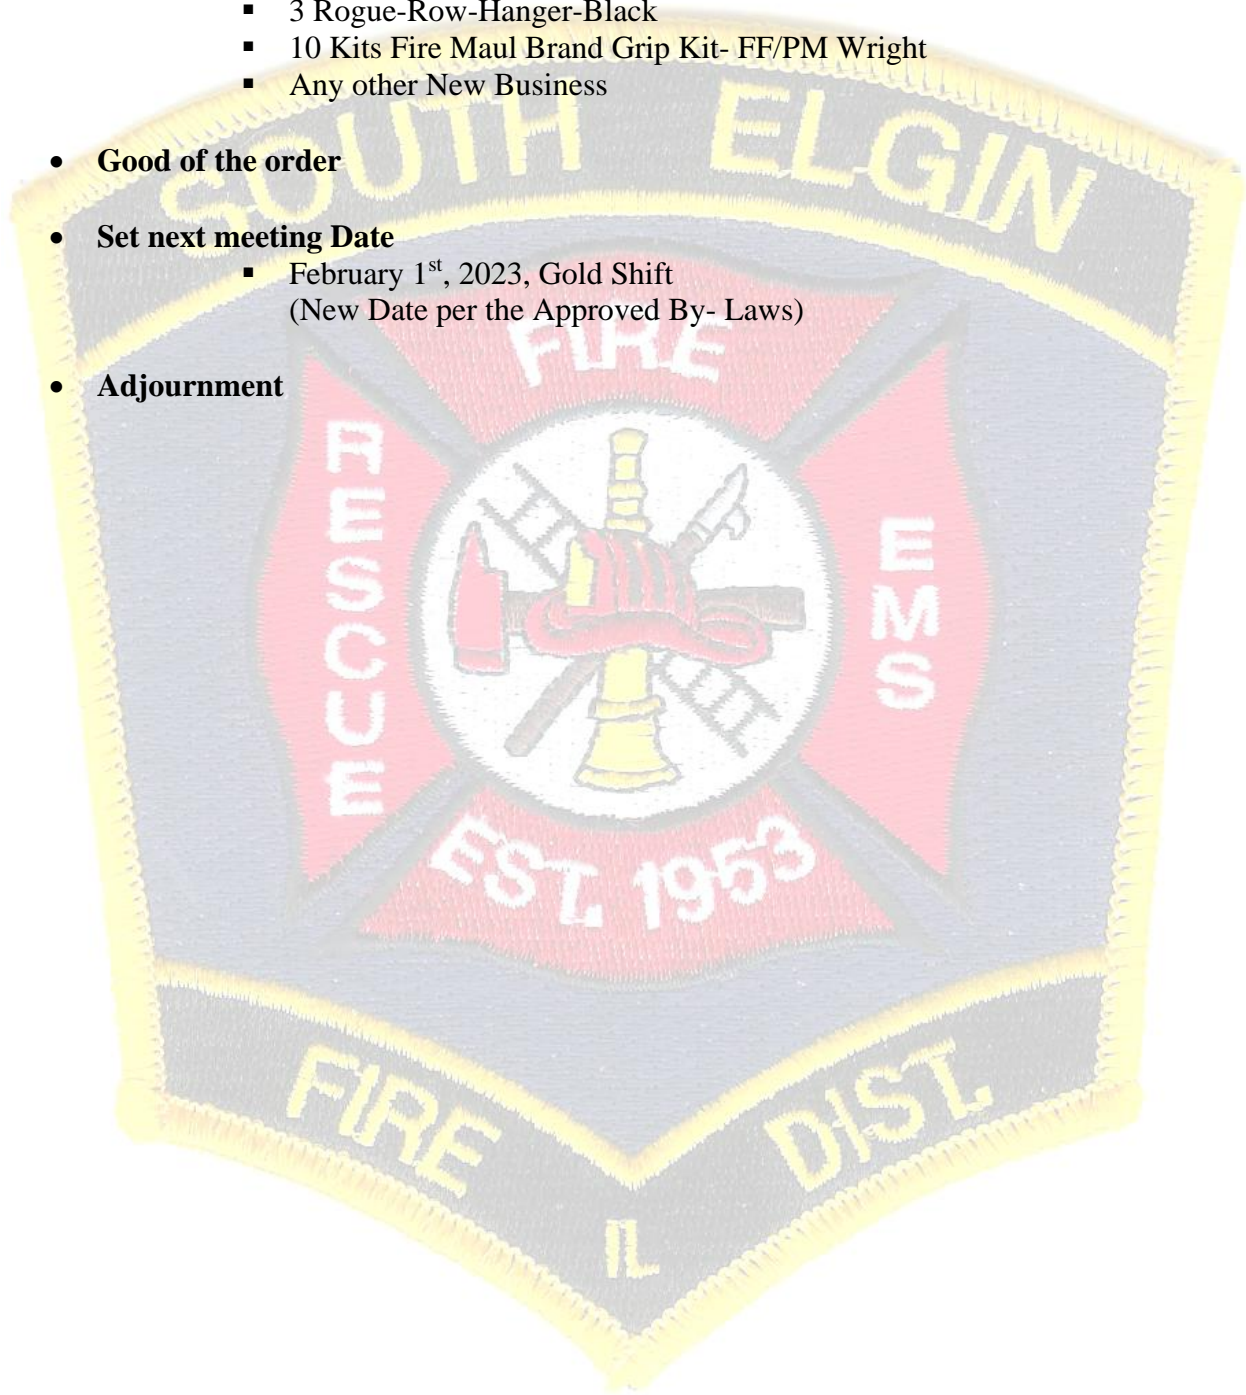 ▪ 3 Rogue-Row-Hanger-Black
▪ 10 Kits Fire Maul Brand Grip Kit- FF/PM Wright
▪ Any other New Business
• Good of the order
• Set next meeting Date
▪ February 1st, 2023, Gold Shift
(New Date per the Approved By- Laws)
• Adjournment
SOUTH ELGIN
FIRE
RESCUE
EMS
EST. 1953
FIRE DIST.
IL